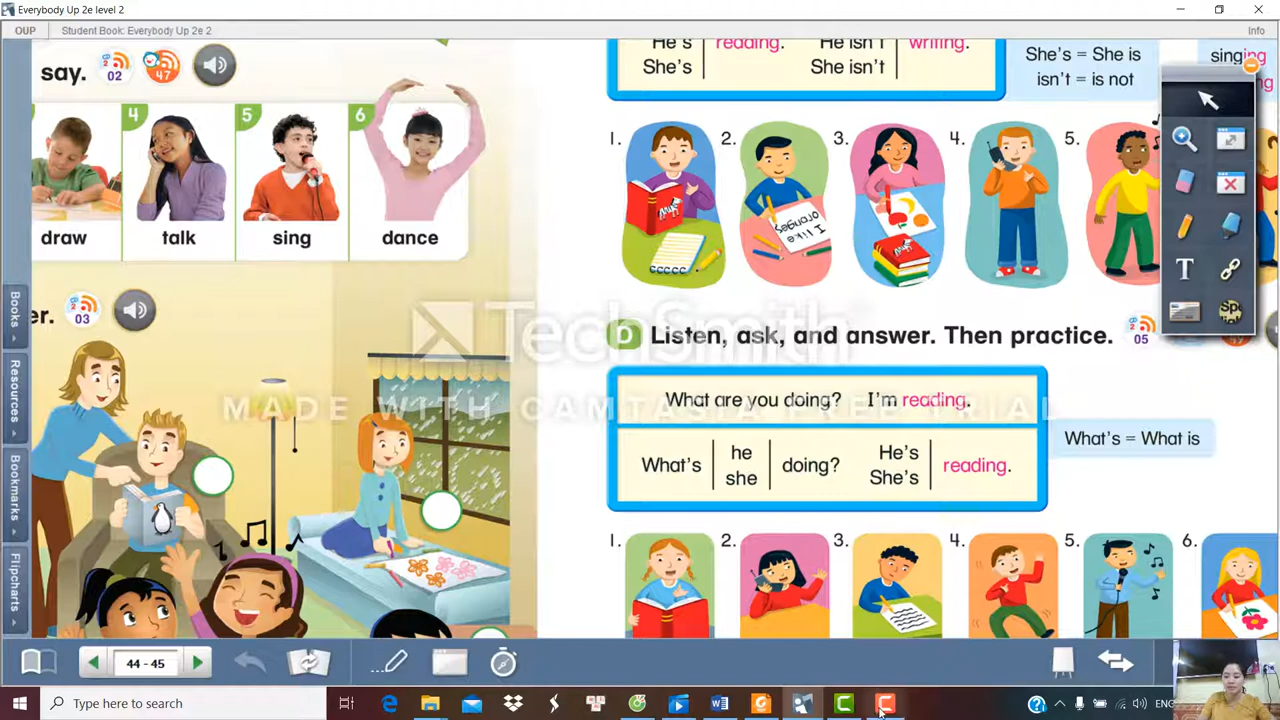 Everybody Up 2e level 2
OUP
Student Book: Everybody Up 2e 2
Info
say.
02
47
4
5
6
draw
talk
sing
dance
er.
03
He's
She's
reading.
He isn't
She isn't
writing.
She's = She is
isn't = is not
singing
1.
2.
3.
4.
5.
I like
oranges
D Listen, ask, and answer. Then practice.
05
TechSmith
MADE WITH CAMTASIA FREE TRIAL
What are you doing? I'm reading.
What's
he
she
doing?
He's
She's
reading.
What's = What is
1.
2.
3.
4.
5.
6.
Books
Resources
Bookmarks
Flipcharts
T
44 - 45
Type here to search
ENG